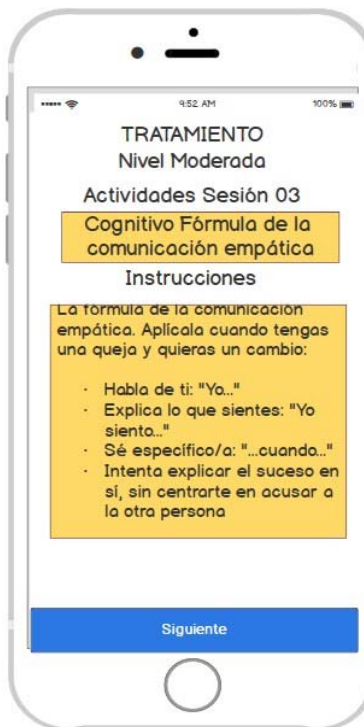 9:52 AM
100%
TRATAMIENTO
Nivel Moderada
Actividades Sesión 03
Cognitivo Fórmula de la
comunicación empática
Instrucciones
La fórmula de la comunicación
empática. Aplícala cuando tengas
una queja y quieras un cambio:
· Habla de ti: "Yo..."
· Explica lo que sientes: "Yo
siento..."
· Sé específico/a: "...cuando..."
· Intenta explicar el suceso en
sí, sin centrarte en acusar a
la otra persona
Siguiente